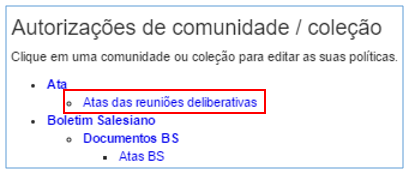 Autorizações de comunidade / coleção
Clique em uma comunidade ou coleção para editar as suas políticas.
Ata
Atas das reuniões deliberativas
Boletim Salesiano
Documentos BS
Atas BS